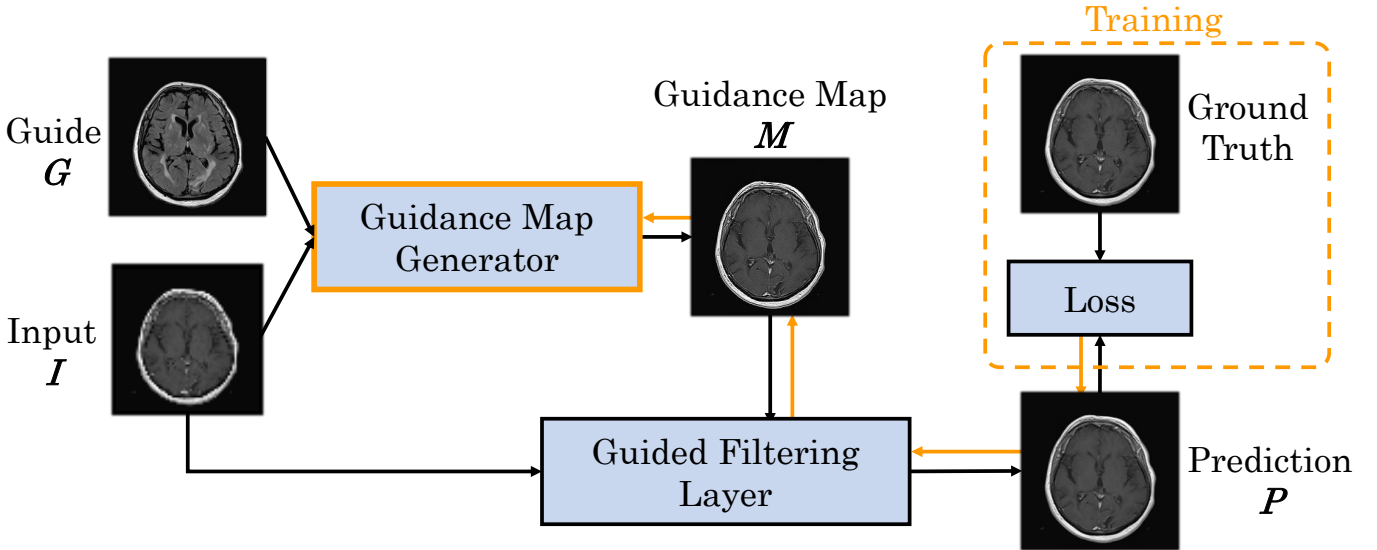 Training
Guide
G
Guidance Map
M
Ground
Truth
Guidance Map
Generator
Input
I
Loss
Guided Filtering
Layer
Prediction
P